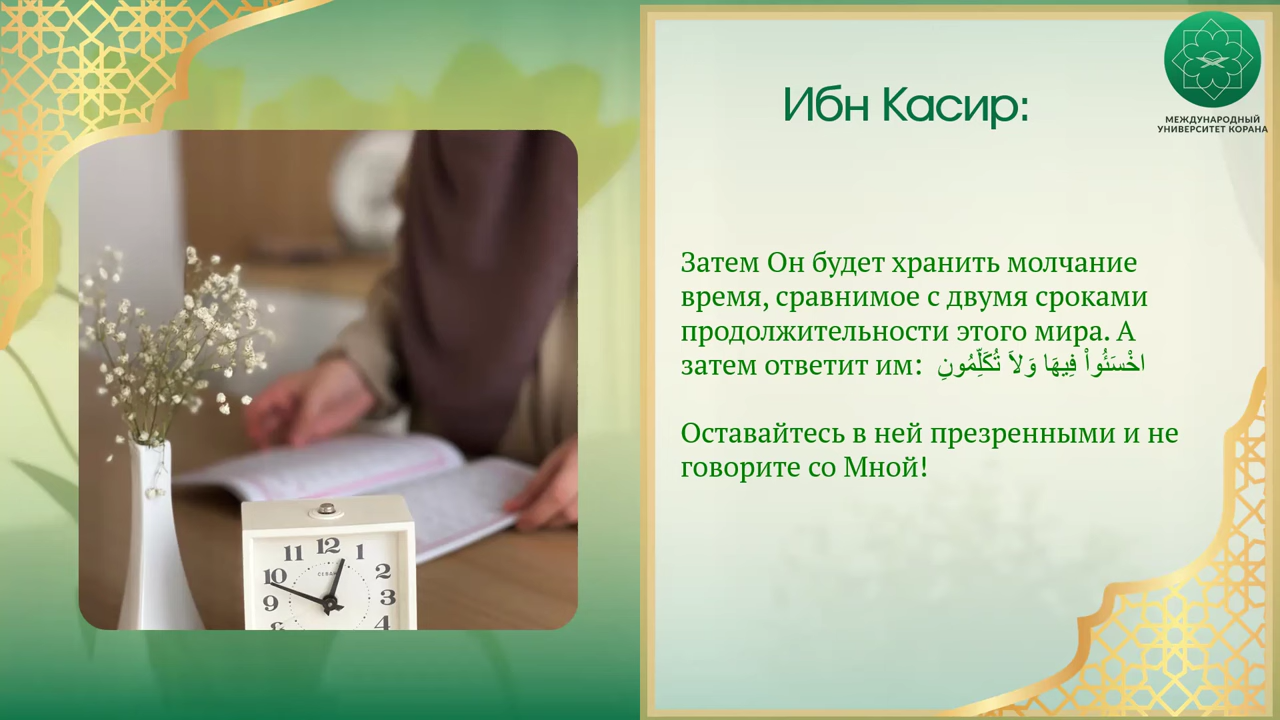 Ибн Касир:
МЕЖДУНАРОДНЫЙ
УНИВЕРСИТЕТ КОРАНА
Затем Он будет хранить молчание
время, сравнимое с двумя сроками
продолжительности этого мира. А
затем ответит им: اخْسَئُواْ فِيهَا وَلاَ تُكَلِّمُونِ
Оставайтесь в ней презренными и не
говорите со Мной!
11 12 1
10 2
9 3
8 4